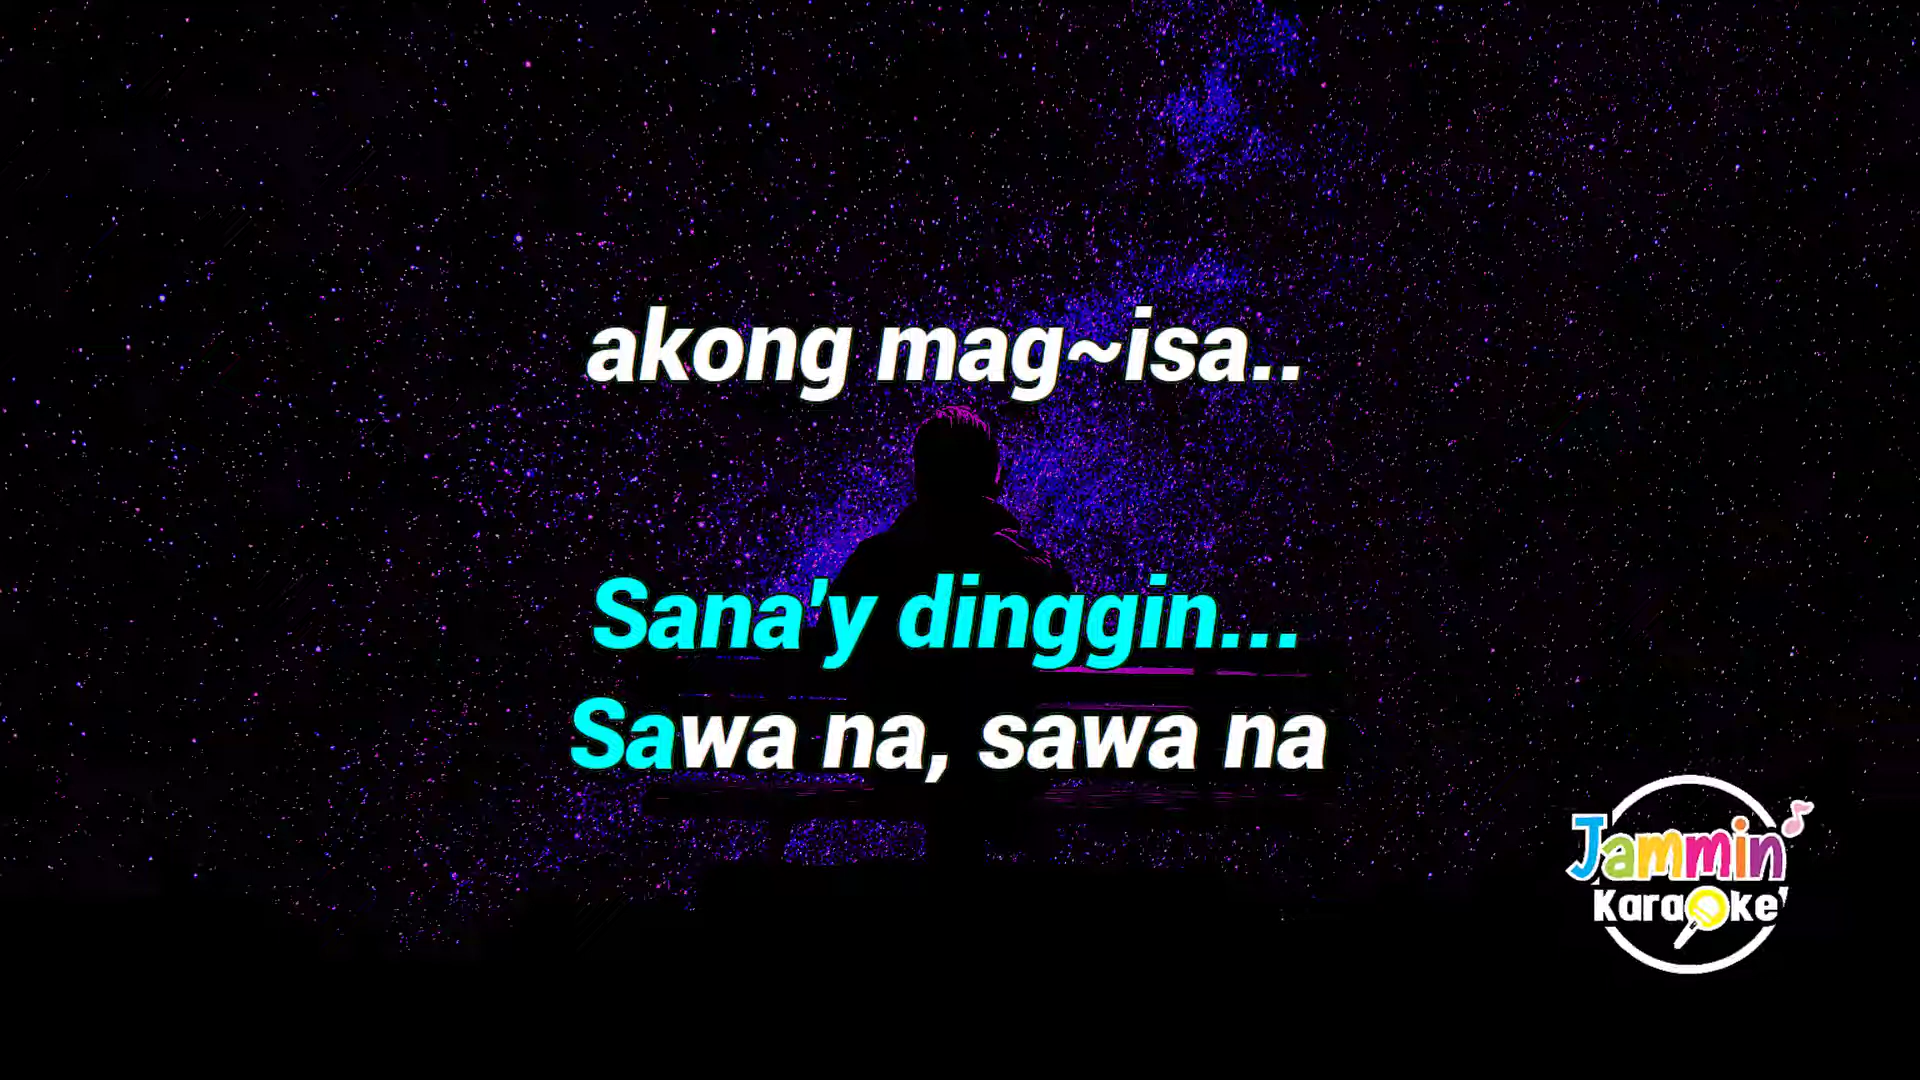 akong mag~isa..
Sana'y dinggin...
Sawa na, sawa na
Jammin'
Karaoke'